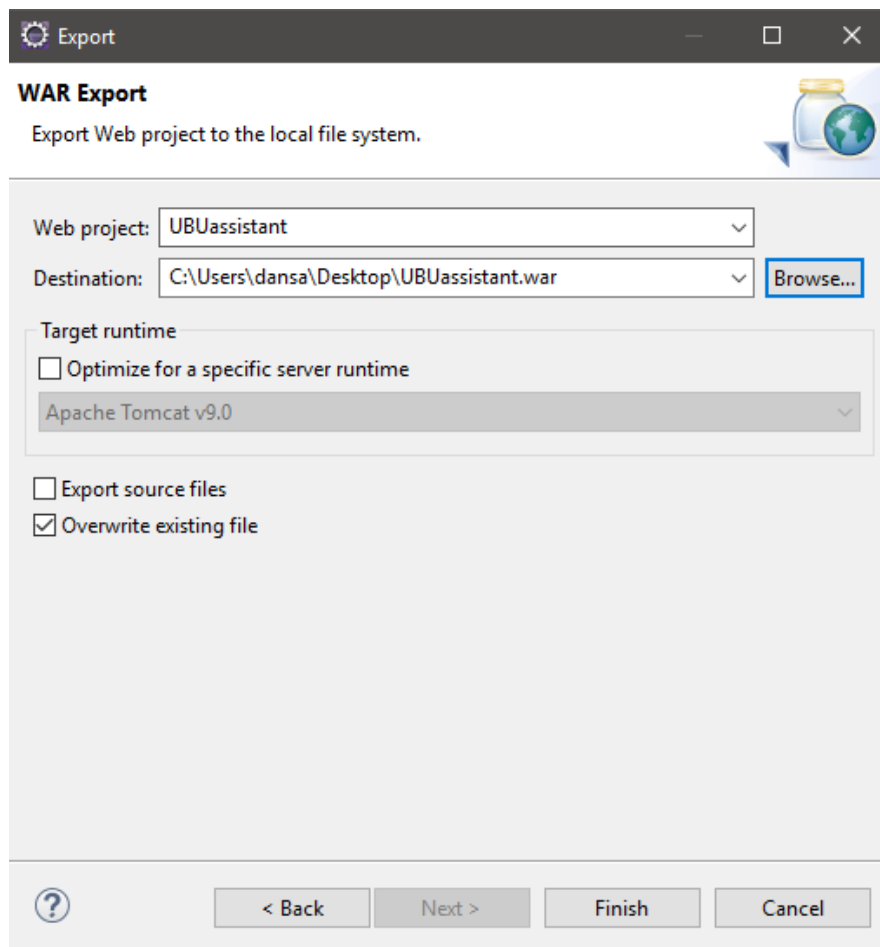 Export
WAR Export
Export Web project to the local file system.
Web project: UBUassistant
Destination: C:\Users\dansa\Desktop\UBUassistant.war Browse...
Target runtime
Optimize for a specific server runtime
Apache Tomcat v9.0
Export source files
Overwrite existing file
? < Back Next > Finish Cancel